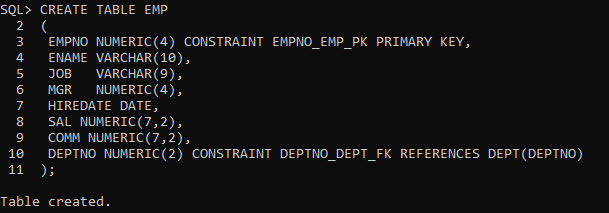 SQL> CREATE TABLE EMP
2 (
3 EMPNO NUMERIC(4) CONSTRAINT EMPNO_EMP_PK PRIMARY KEY,
4 ENAME VARCHAR(10),
5 JOB VARCHAR(9),
6 MGR NUMERIC(4),
7 HIREDATE DATE,
8 SAL NUMERIC(7,2),
9 COMM NUMERIC(7,2),
10 DEPTNO NUMERIC(2) CONSTRAINT DEPTNO_DEPT_FK REFERENCES DEPT(DEPTNO)
11 );
Table created.